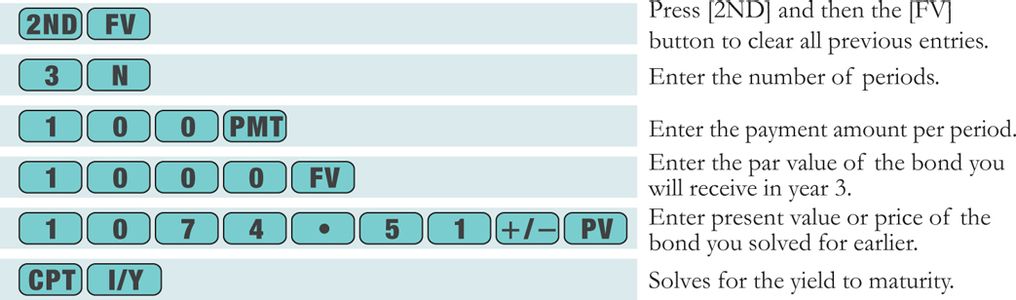 2ND FV
Press [2ND] and then the [FV]
button to clear all previous entries.
3 N
Enter the number of periods.
1 0 0 PMT
Enter the payment amount per period.
1 0 0 0 FV
Enter the par value of the bond you
will receive in year 3.
1 0 7 4 • 5 1 +/− PV
Enter present value or price of the
bond you solved for earlier.
CPT I/Y
Solves for the yield to maturity.